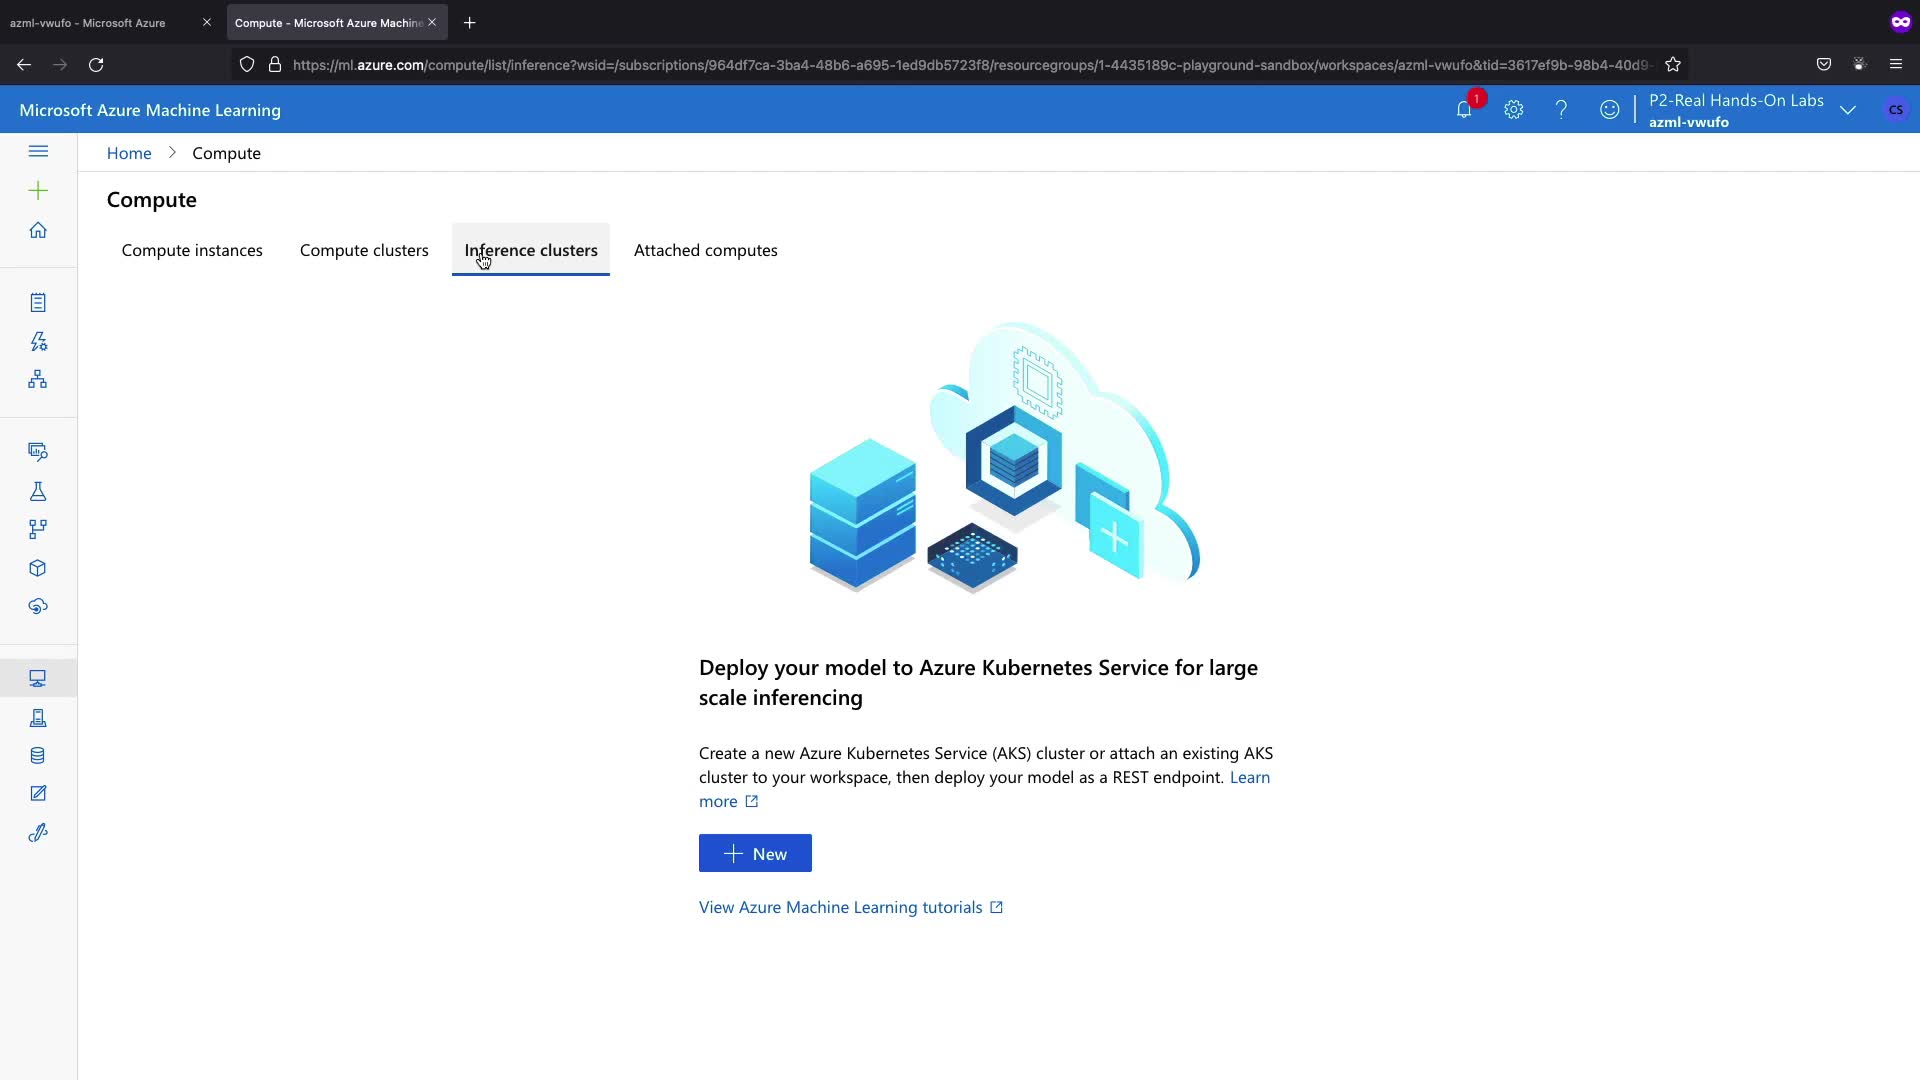 azml-vwufo - Microsoft Azure
Compute - Microsoft Azure Machine
https://ml.azure.com/compute/list/inference?wsid=/subscriptions/964df7ca-3ba4-48b6-a695-1ed9db5723f8/resourcegroups/1-4435189c-playground-sandbox/workspaces/azml-vwufo&tid=3617ef9b-98b4-40d9-
Microsoft Azure Machine Learning
1
P2-Real Hands-On Labs
azml-vwufo
CS
Home > Compute
Compute
Compute instances Compute clusters Inference clusters Attached computes
Deploy your model to Azure Kubernetes Service for large
scale inferencing
Create a new Azure Kubernetes Service (AKS) cluster or attach an existing AKS
cluster to your workspace, then deploy your model as a REST endpoint. Learn
more
New
View Azure Machine Learning tutorials